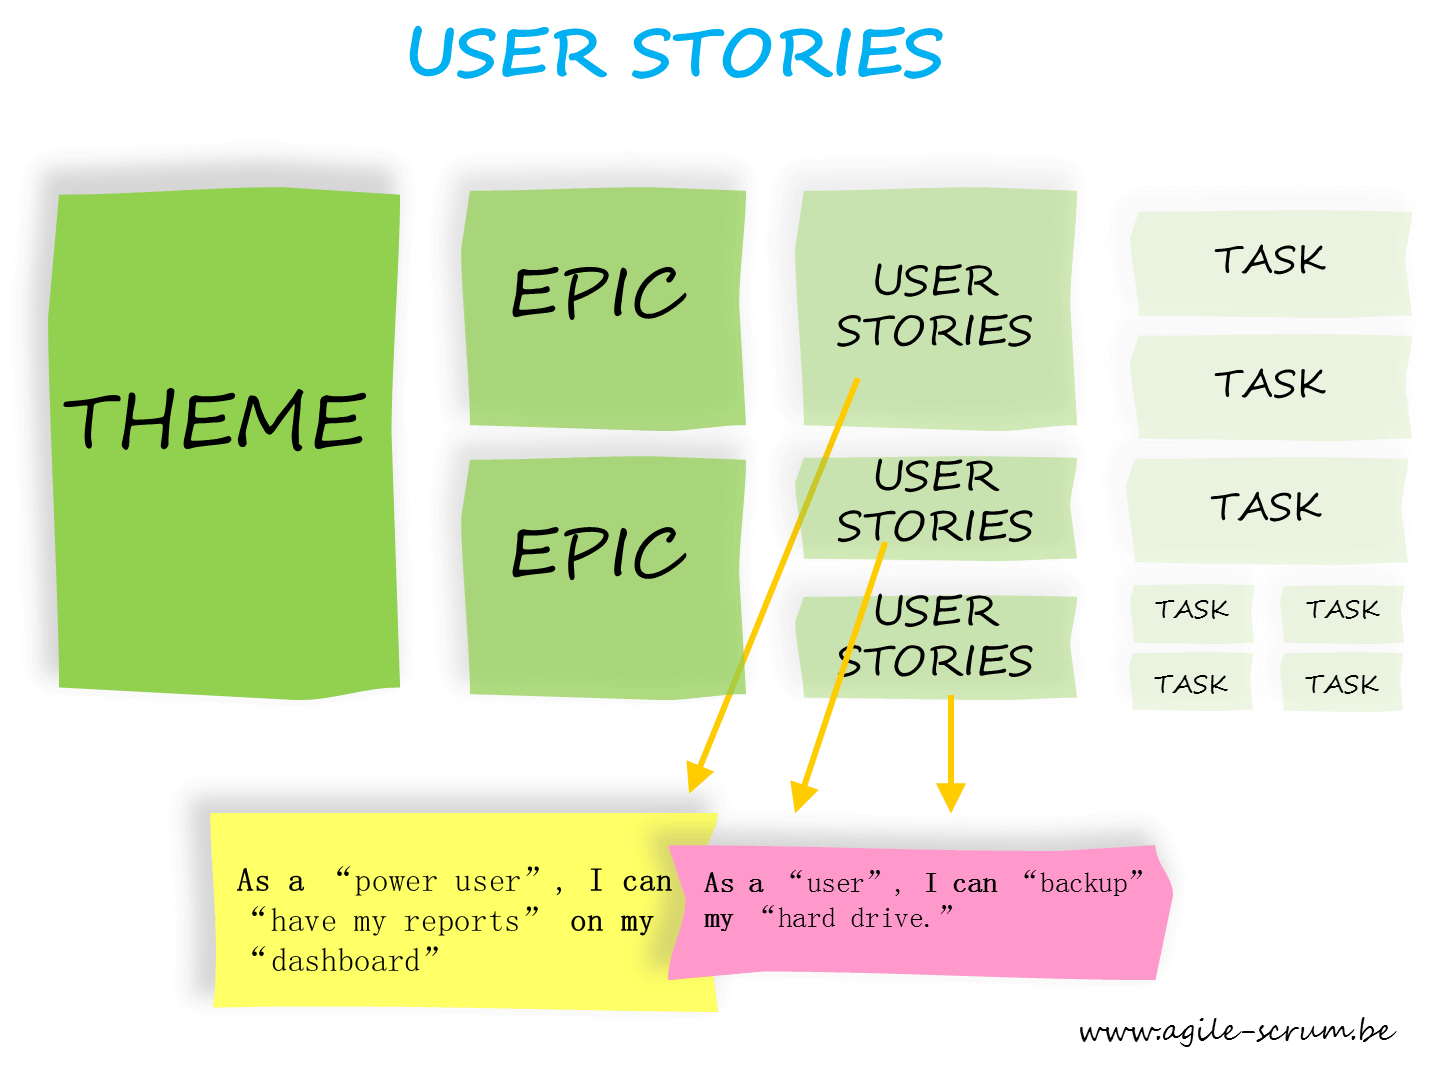 USER STORIES
THEME
EPIC
EPIC
USER
STORIES
USER
STORIES
USER
STORIES
TASK
TASK
TASK
TASK
TASK
TASK
TASK
As a “power user”, I can
“have my reports” on my
“dashboard”
As a “user”, I can “backup”
my “hard drive.”
www.agile-scrum.be